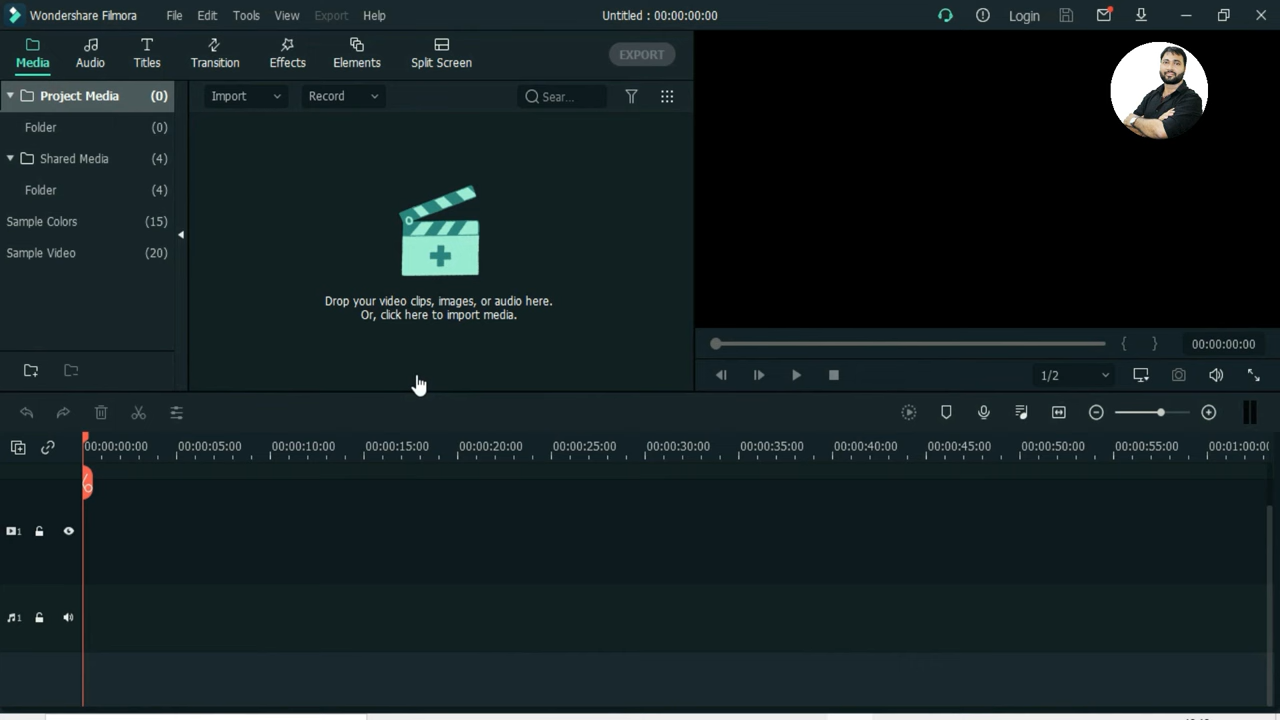 Wondershare Filmora File Edit Tools View Export Help Untitled : 00:00:00:00 Login
Media Audio Titles Transition Effects Elements Split Screen EXPORT
Project Media (0)
Import Record Sear...
Folder (0)
Shared Media (4)
Folder (4)
Sample Colors (15)
Sample Video (20)
Drop your video clips, images, or audio here.
Or, click here to import media.
{ } 00:00:00:00
1/2
00:00:00:00 00:00:05:00 00:00:10:00 00:00:15:00 00:00:20:00 00:00:25:00 00:00:30:00 00:00:35:00 00:00:40:00 00:00:45:00 00:00:50:00 00:00:55:00 00:01:00:0
1
1